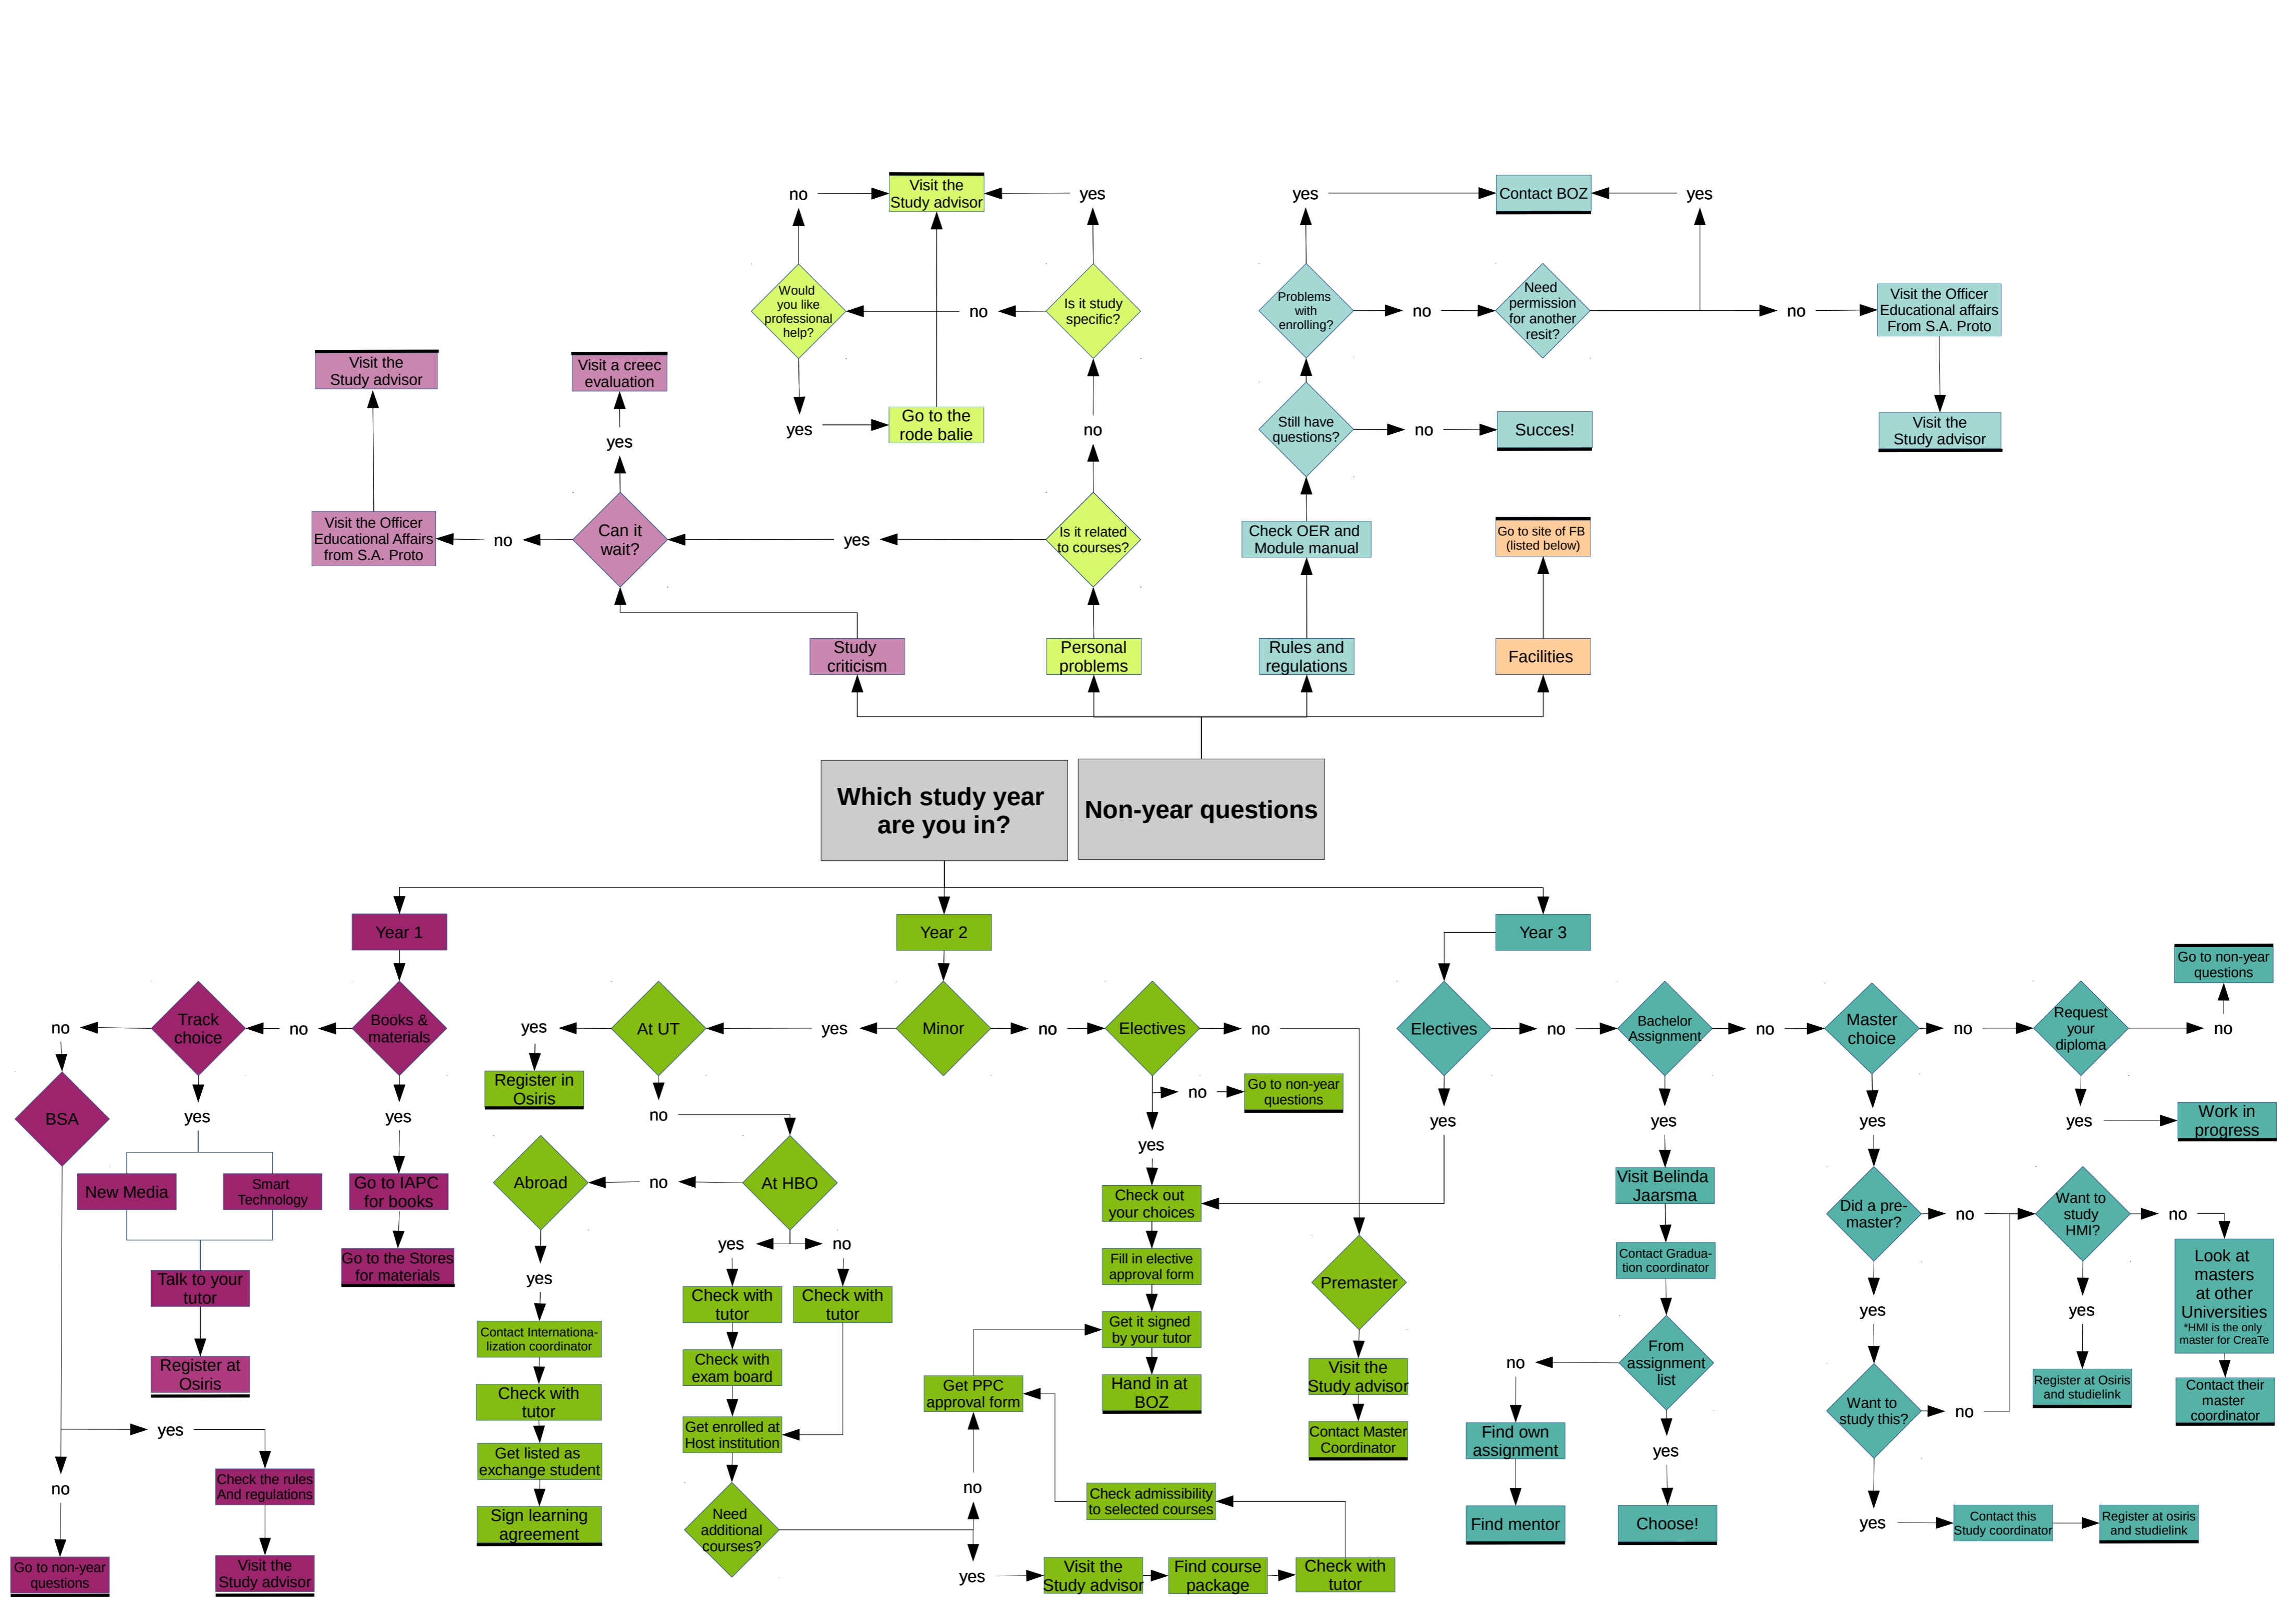 no
Visit the
Study advisor
yes
yes
Contact BOZ
yes
Would
you like
professional
help?
no
Is it study
specific?
Problems
with
enrolling?
no
Need
permission
for another
resit?
no
Visit the Officer
Educational affairs
From S.A. Proto
Visit the
Study advisor
Visit a creec
evaluation
yes
Go to the
rode balie
no
yes
Still have
questions?
no
Succes!
Visit the
Study advisor
Visit the Officer
Educational Affairs
from S.A. Proto
no
Can it
wait?
yes
Is it related
to courses?
Check OER and
Module manual
Go to site of FB
(listed below)
Study
criticism
Personal
problems
Rules and
regulations
Facilities
Which study year
are you in?
Non-year questions
Year 1
Year 2
Year 3
Go to non-year
questions
no
Track
choice
no
Books &
materials
yes
At UT
yes
Minor
no
Electives
no
Electives
no
Bachelor
Assignment
no
Master
choice
no
Request
your
diploma
no
BSA
yes
yes
Register in
Osiris
no
no
Go to non-year
questions
yes
yes
yes
yes
yes
Work in
progress
New Media
Smart
Technology
Go to IAPC
for books
Abroad
no
At HBO
Check out
your choices
Visit Belinda
Jaarsma
Did a pre-
master?
no
Want to
study
HMI?
no
Go to the Stores
for materials
yes
yes
no
Fill in elective
approval form
Premaster
Contact Gradua-
tion coordinator
Look at
masters
at other
Universities
*HMI is the only
master for CreaTe
Talk to your
tutor
Check with
tutor
Check with
tutor
Get it signed
by your tutor
yes
yes
Contact Internationa-
lization coordinator
Check with
exam board
From
assignment
list
no
Register at
Osiris
Visit the
Study advisor
Get PPC
approval form
Hand in at
BOZ
Register at Osiris
and studielink
Contact their
master
coordinator
Check with
tutor
Want to
study this?
no
yes
Get enrolled at
Host institution
Contact Master
Coordinator
Find own
assignment
yes
Get listed as
exchange student
Check the rules
And regulations
no
no
Check admissibility
to selected courses
Sign learning
agreement
Need
additional
courses?
Find mentor
Choose!
yes
Contact this
Study coordinator
Register at osiris
and studielink
Go to non-year
questions
Visit the
Study advisor
yes
Visit the
Study advisor
Find course
package
Check with
tutor